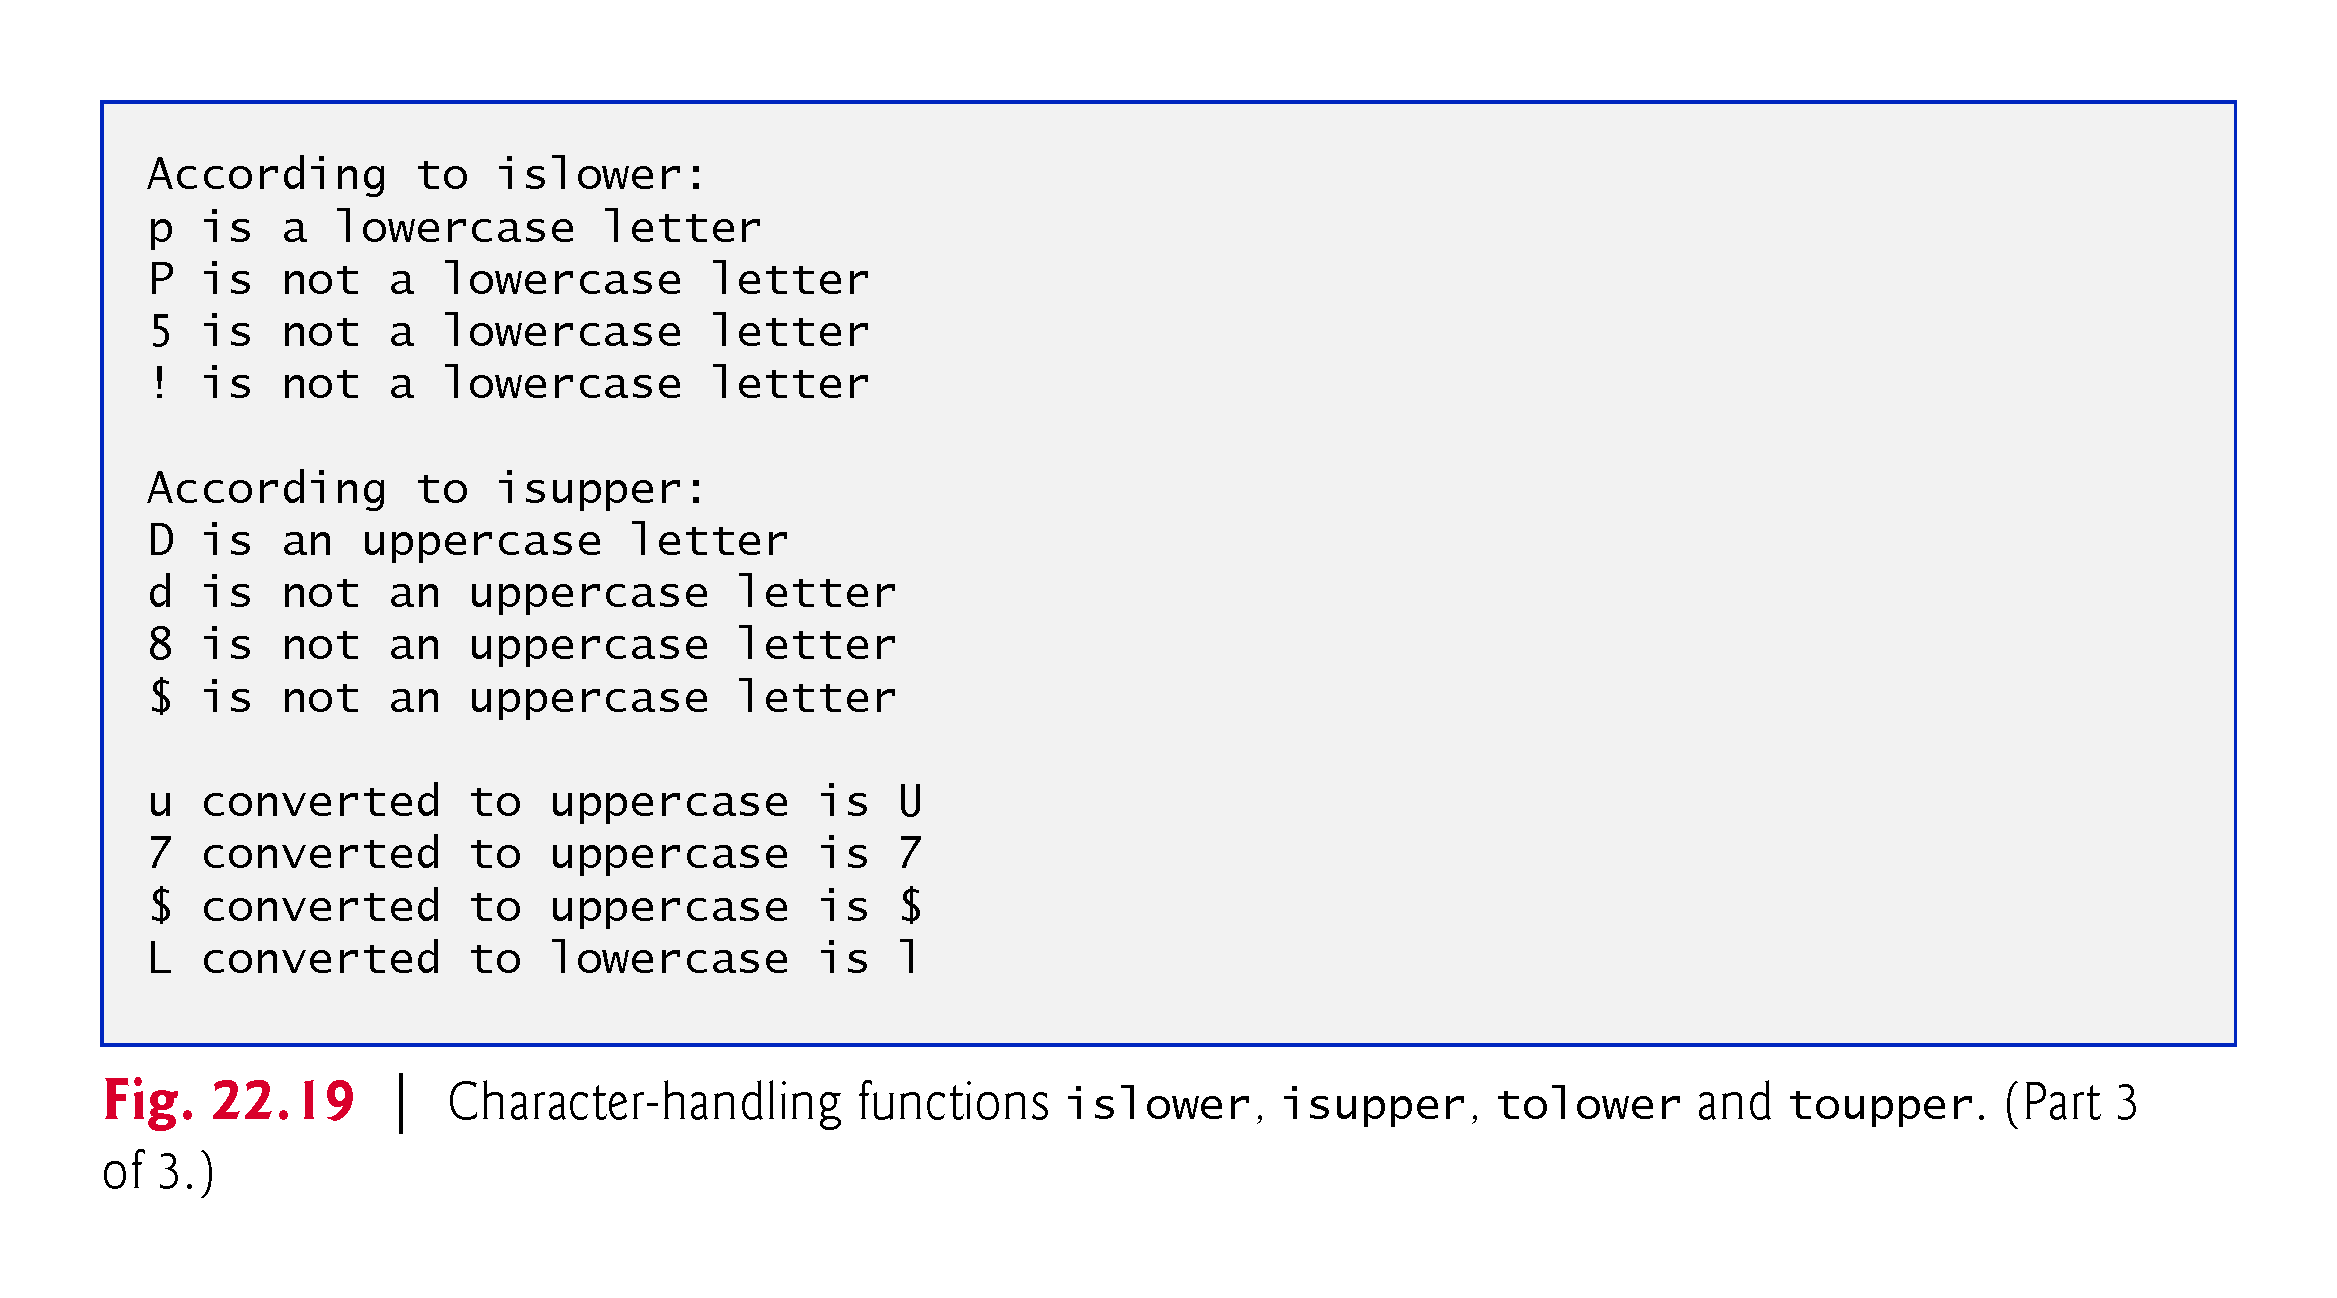 According to islower:
p is a lowercase letter
P is not a lowercase letter
5 is not a lowercase letter
! is not a lowercase letter

According to isupper:
D is an uppercase letter
d is not an uppercase letter
8 is not an uppercase letter
$ is not an uppercase letter

u converted to uppercase is U
7 converted to uppercase is 7
$ converted to uppercase is $
L converted to lowercase is l

Fig. 22.19 | Character-handling functions islower, isupper, tolower and toupper. (Part 3
of 3.)